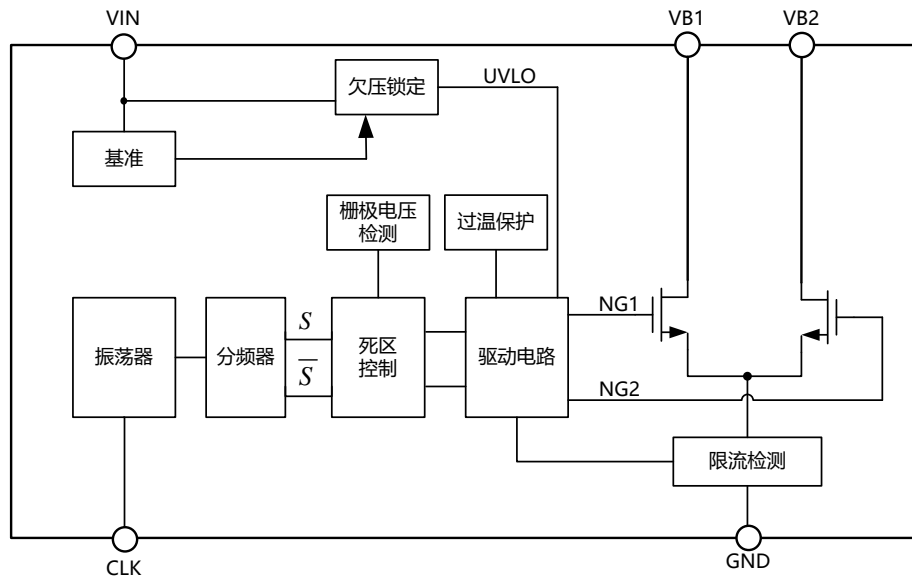 VIN
VB1
VB2
欠压锁定
UVLO
基准
栅极电压
检测
过温保护
NG1
振荡器
分频器
S
S̅
死区
控制
驱动电路
NG2
限流检测
CLK
GND